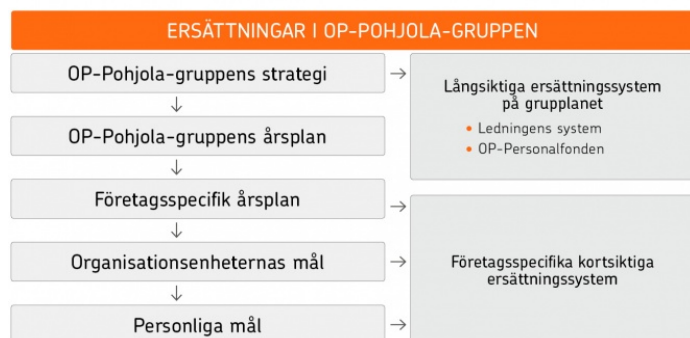 ERSÄTTNINGAR I OP-POHJOLA-GRUPPEN
OP-Pohjola-gruppens strategi
OP-Pohjola-gruppens årsplan
Företagsspecifik årsplan
Organisationsenheternas mål
Personliga mål
Långsiktiga ersättningssystem
på grupplanet
• Ledningens system
• OP-Personalfonden
Företagsspecifika kortsiktiga
ersättningssystem